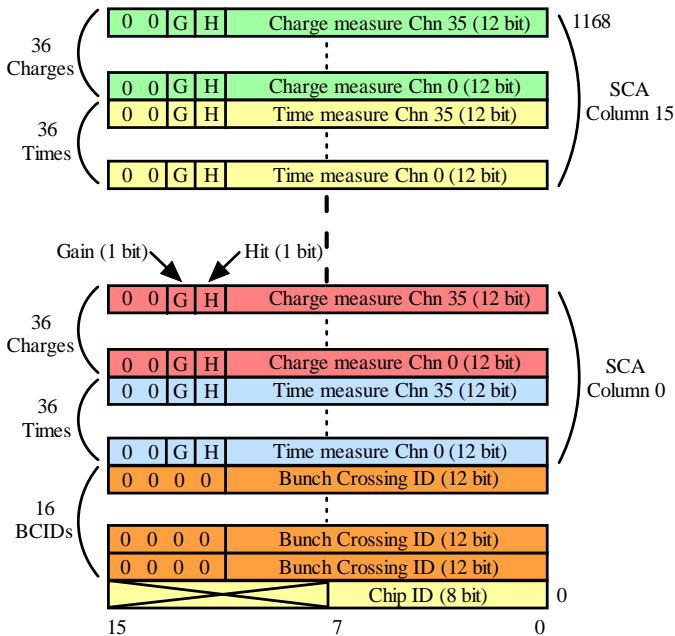 0 0 G H Charge measure Chn 35 (12 bit) 1168
36
Charges
0 0 G H Charge measure Chn 0 (12 bit)
SCA
Column 15
0 0 G H Time measure Chn 35 (12 bit)
36
Times
0 0 G H Time measure Chn 0 (12 bit)
Gain (1 bit) Hit (1 bit)
0 0 G H Charge measure Chn 35 (12 bit)
36
Charges
0 0 G H Charge measure Chn 0 (12 bit)
SCA
Column 0
0 0 G H Time measure Chn 35 (12 bit)
36
Times
0 0 G H Time measure Chn 0 (12 bit)
0 0 0 0 Bunch Crossing ID (12 bit)
16
BCIDs
0 0 0 0 Bunch Crossing ID (12 bit)
0 0 0 0 Bunch Crossing ID (12 bit)
Chip ID (8 bit) 0
15 7 0